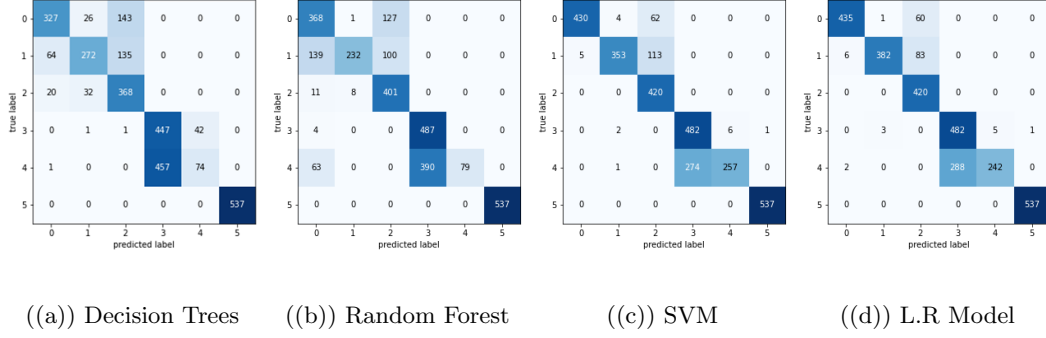 true label
0 327 26 143 0 0 0
1 64 272 135 0 0 0
2 20 32 368 0 0 0
3 0 1 1 447 42 0
4 1 0 0 457 74 0
5 0 0 0 0 0 537
0 1 2 3 4 5
predicted label
((a)) Decision Trees
true label
0 368 1 127 0 0 0
1 139 232 100 0 0 0
2 11 8 401 0 0 0
3 4 0 0 487 0 0
4 63 0 0 390 79 0
5 0 0 0 0 0 537
0 1 2 3 4 5
predicted label
((b)) Random Forest
true label
0 430 4 62 0 0 0
1 5 353 113 0 0 0
2 0 0 420 0 0 0
3 0 2 0 482 6 1
4 0 1 0 274 257 0
5 0 0 0 0 0 537
0 1 2 3 4 5
predicted label
((c)) SVM
true label
0 435 1 60 0 0 0
1 6 382 83 0 0 0
2 0 0 420 0 0 0
3 0 3 0 482 5 1
4 2 0 0 288 242 0
5 0 0 0 0 0 537
0 1 2 3 4 5
predicted label
((d)) L.R Model